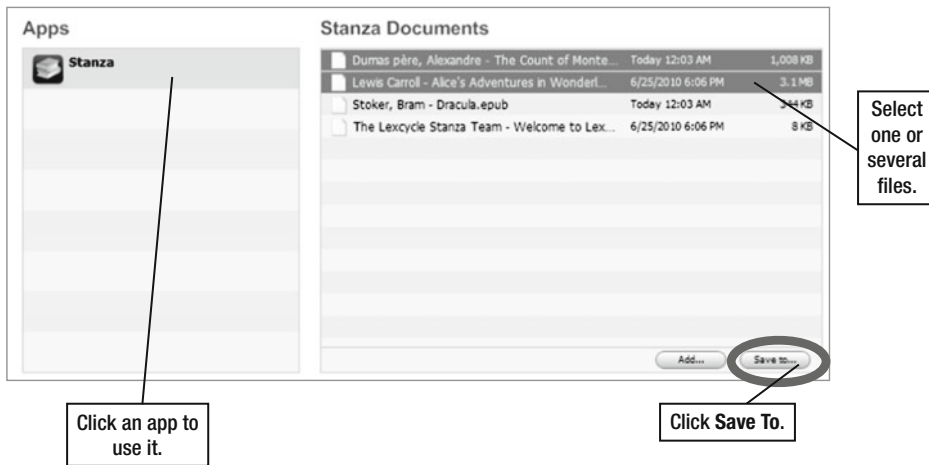 Apps
Stanza Documents
Stanza
Dumas père, Alexandre - The Count of Monte... Today 12:03 AM 1,008 KB
Lewis Carroll - Alice's Adventures in Wonderl... 6/25/2010 6:06 PM 3.1 MB
Stoker, Bram - Dracula.epub Today 12:03 AM 344 KB
The Lexcycle Stanza Team - Welcome to Lex... 6/25/2010 6:06 PM 8 KB
Select
one or
several
files.
Add... Save to...
Click an app to
use it.
Click Save To.